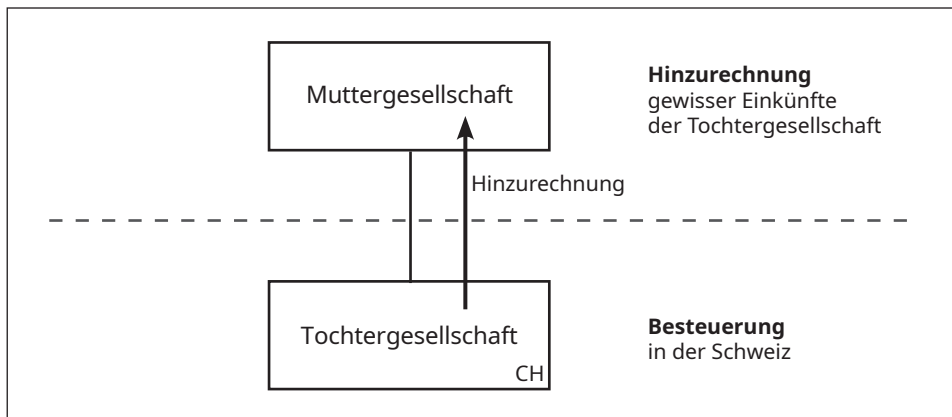 Muttergesellschaft
Hinzurechnung
gewisser Einkünfte
der Tochtergesellschaft
Hinzurechnung
Tochtergesellschaft
CH
Besteuerung
in der Schweiz